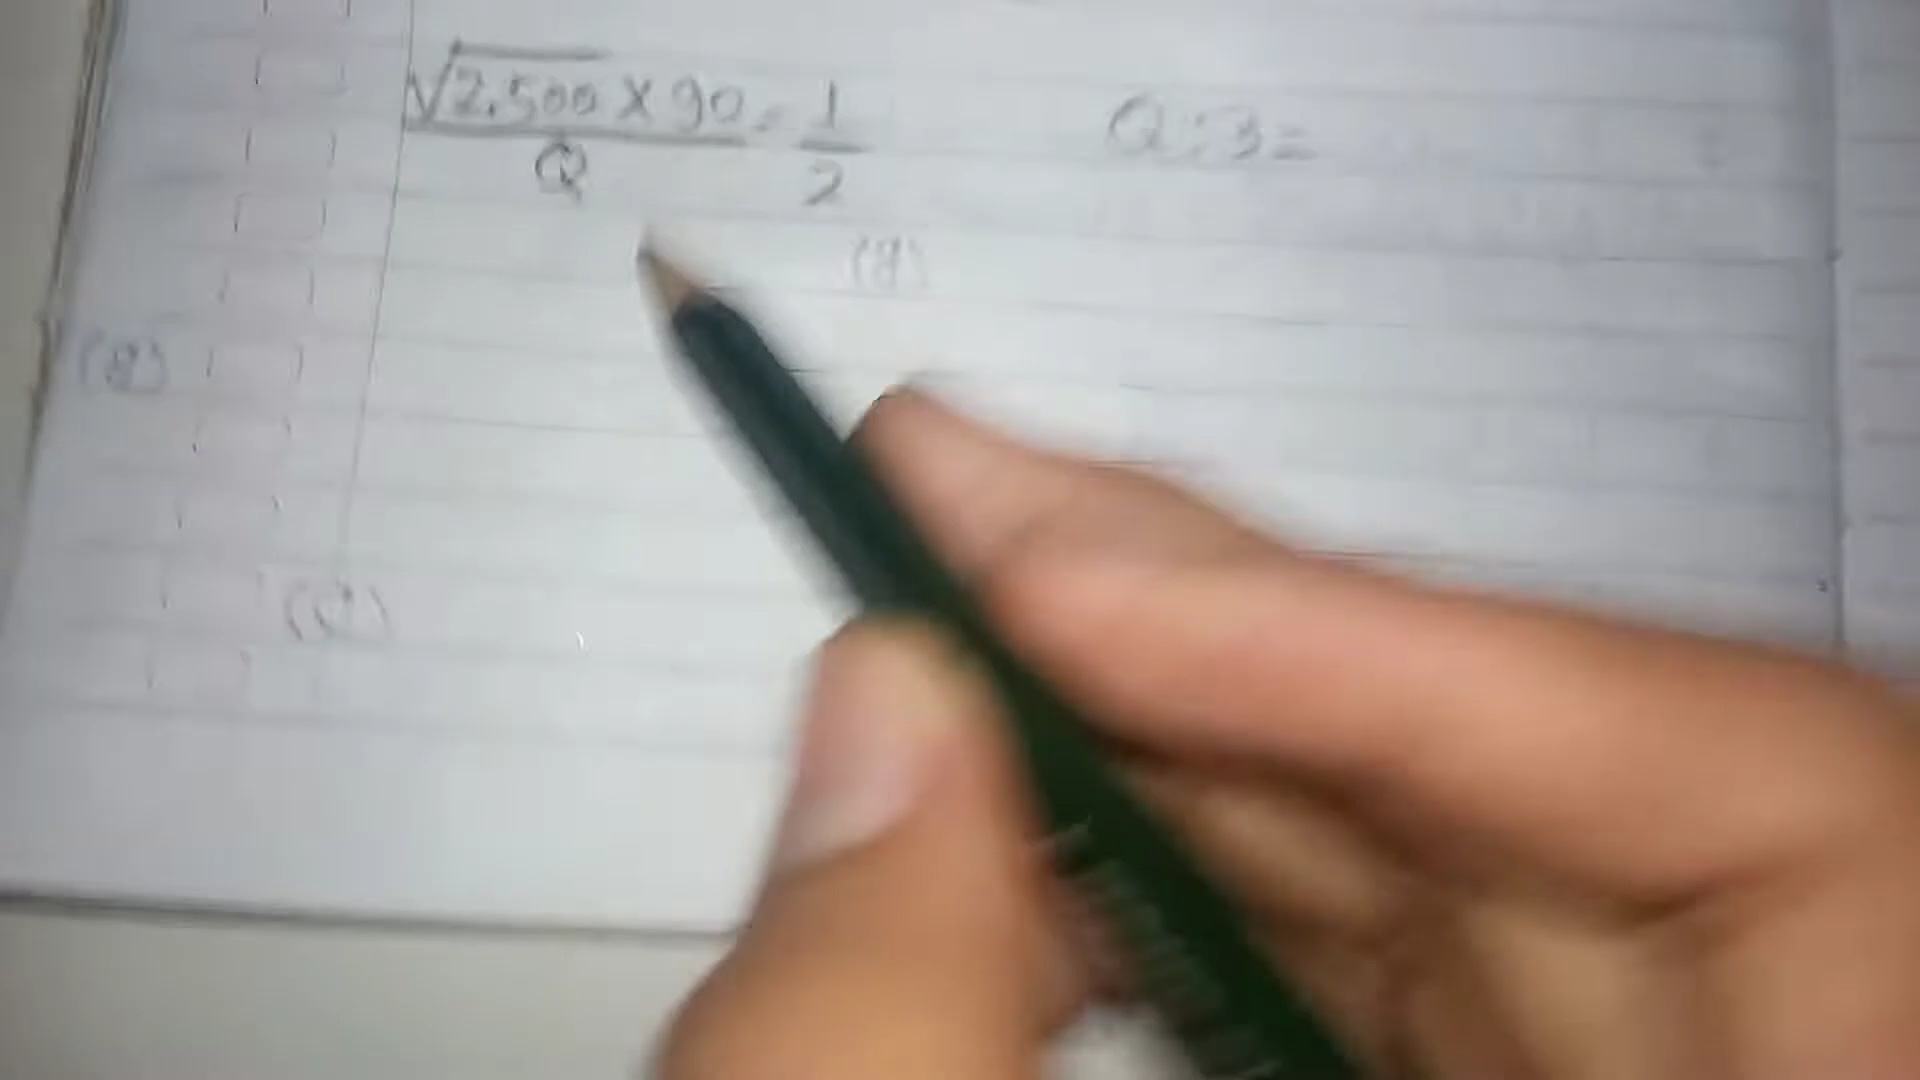 √2.500 X 90 = 1
Q 2
Q : 3 =